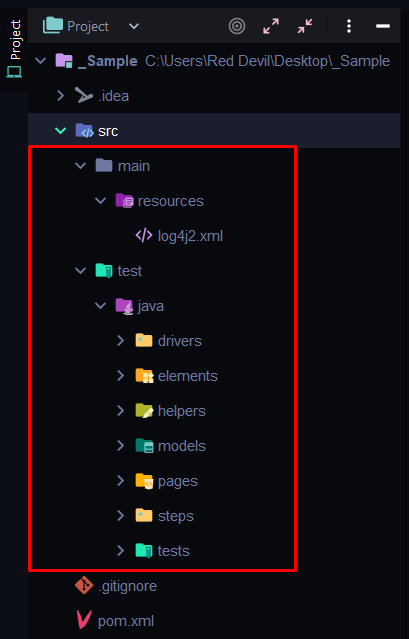 Project
Project
_Sample C:\Users\Red Devil\Desktop\_Sample
.idea
src
main
resources
log4j2.xml
test
java
drivers
elements
helpers
models
pages
steps
tests
.gitignore
pom.xml